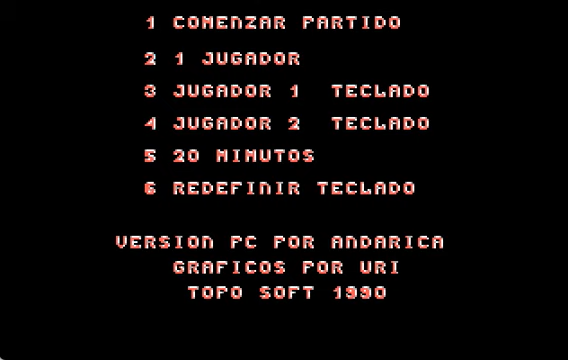 1 COMENZAR PARTIDO
2 1 JUGADOR
3 JUGADOR 1 TECLADO
4 JUGADOR 2 TECLADO
5 20 MINUTOS
6 REDEFINIR TECLADO
VERSION PC POR ANDARICA
GRAFICOS POR URI
TOPO SOFT 1990